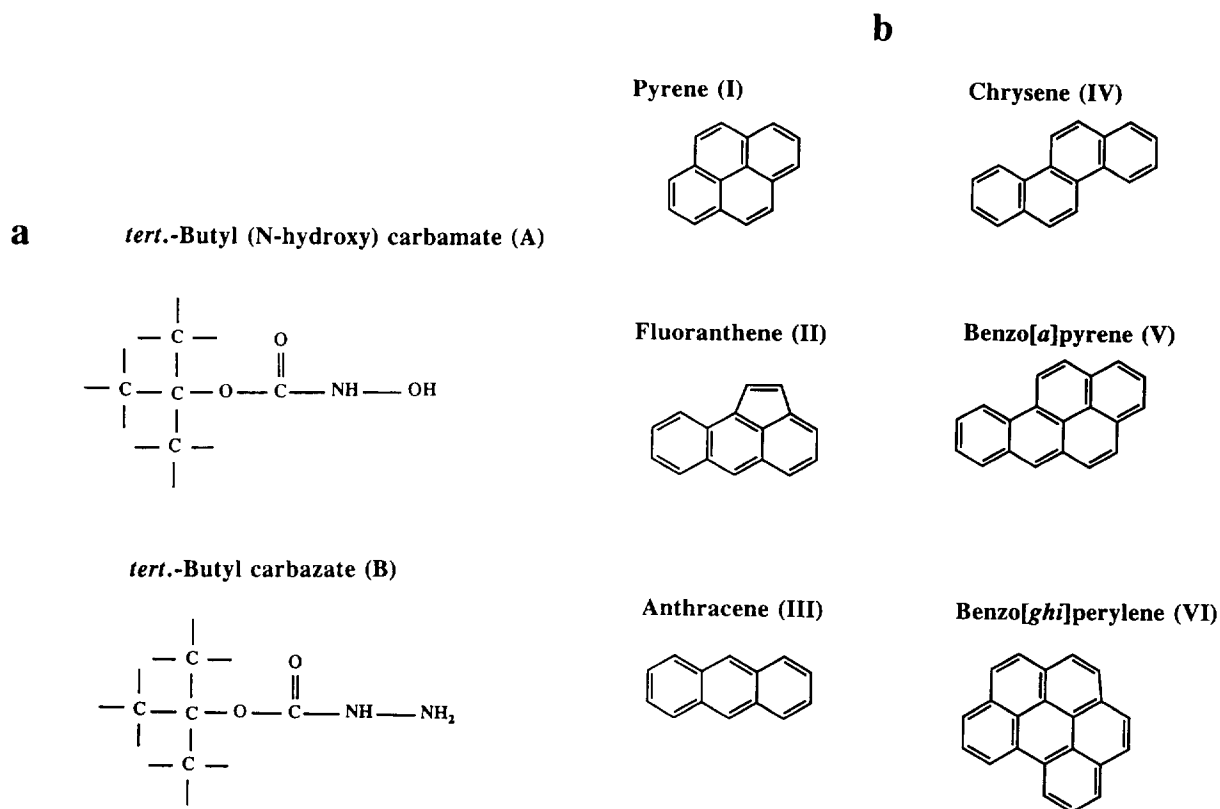 b
Pyrene (I)
Chrysene (IV)
a
tert.-Butyl (N-hydroxy) carbamate (A)
Fluoranthene (II)
Benzo[a]pyrene (V)
C
O
C C O C NH OH
C
tert.-Butyl carbazate (B)
Anthracene (III)
Benzo[ghi]perylene (VI)
C
O
C C O C NH NH₂
C